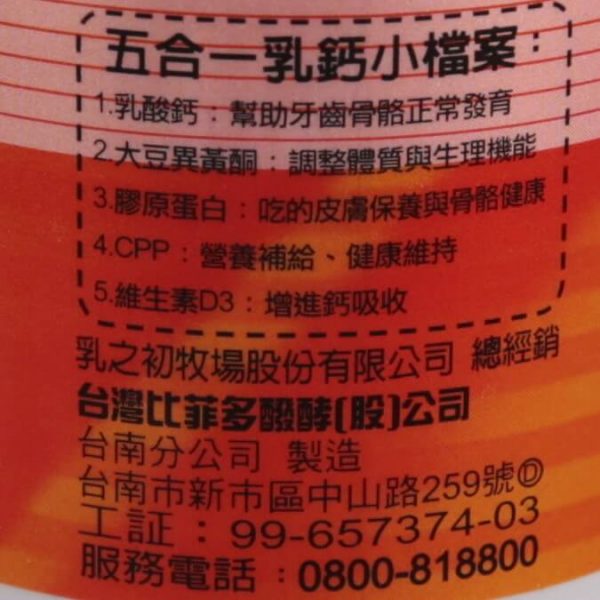 五合一乳鈣小檔案：
1.乳酸鈣：幫助牙齒骨骼正常發育
2.大豆異黃酮：調整體質與生理機能
3.膠原蛋白：吃的皮膚保養與骨骼健康
4.CPP：營養補給、健康維持
5.維生素D3：增進鈣吸收
乳之初牧場股份有限公司 總經銷
台灣比菲多醱酵(股)公司
台南分公司 製造
台南市新市區中山路259號Ⓓ
工証：99-657374-03
服務電話：0800-818800